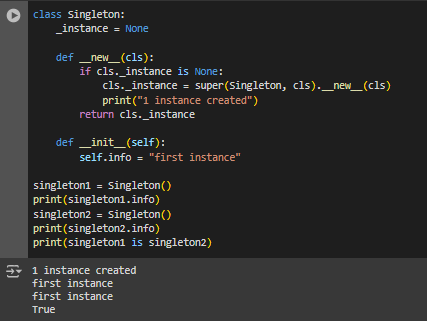 class Singleton:
    _instance = None

    def __new__(cls):
        if cls._instance is None:
            cls._instance = super(Singleton, cls).__new__(cls)
            print("1 instance created")
        return cls._instance

    def __init__(self):
        self.info = "first instance"

singleton1 = Singleton()
print(singleton1.info)
singleton2 = Singleton()
print(singleton2.info)
print(singleton1 is singleton2)

1 instance created
first instance
first instance
True